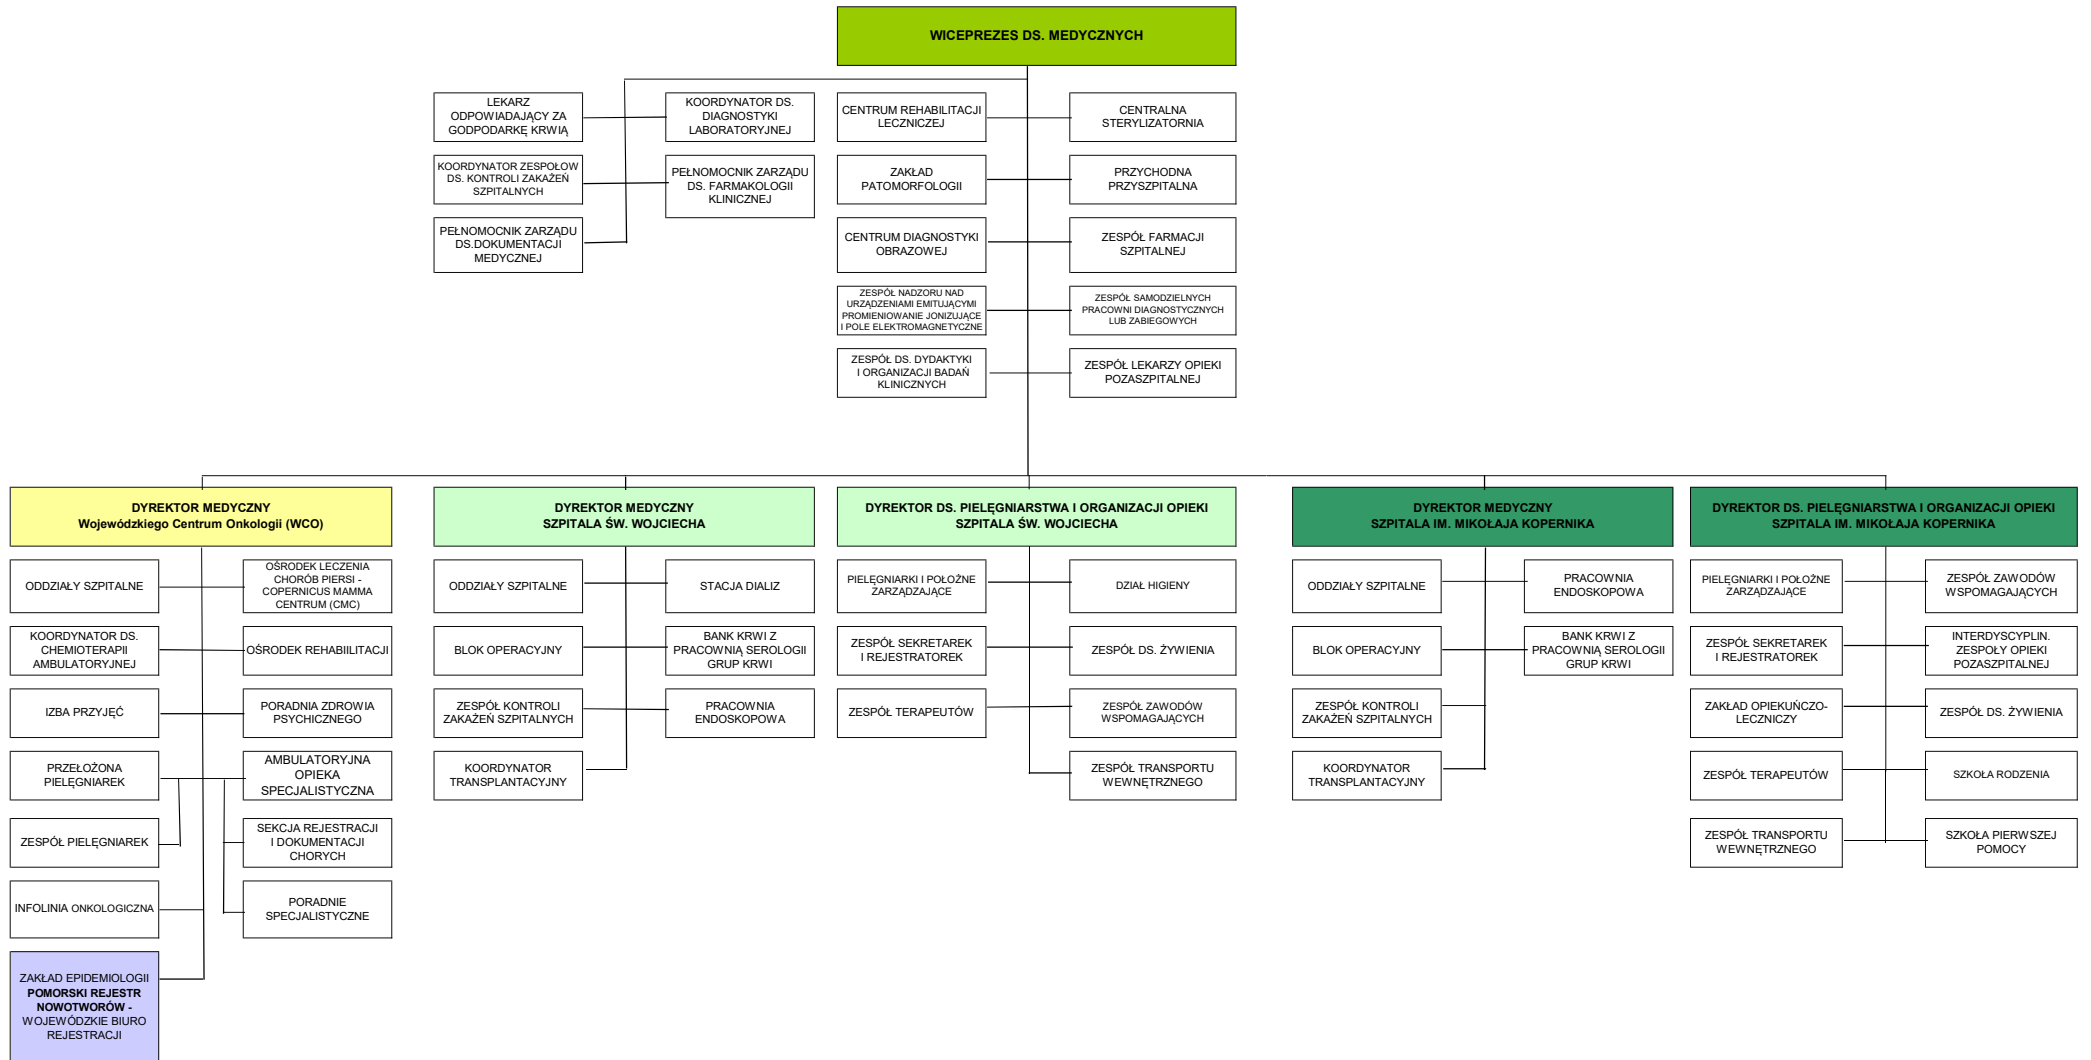 WICEPREZES DS. MEDYCZNYCH
LEKARZ
ODPOWIADAJĄCY ZA
GODPODARKĘ KRWIĄ
KOORDYNATOR DS.
DIAGNOSTYKI
LABORATORYJNEJ
KOORDYNATOR ZESPOŁOW
DS. KONTROLI ZAKAŻEŃ
SZPITALNYCH
PEŁNOMOCNIK ZARZĄDU
DS. FARMAKOLOGII
KLINICZNEJ
PEŁNOMOCNIK ZARZĄDU
DS.DOKUMENTACJI
MEDYCZNEJ
CENTRUM REHABILITACJI
LECZNICZEJ
CENTRALNA
STERYLIZATORNIA
ZAKŁAD
PATOMORFOLOGII
PRZYCHODNA
PRZYSZPITALNA
CENTRUM DIAGNOSTYKI
OBRAZOWEJ
ZESPÓŁ FARMACJI
SZPITALNEJ
ZESPÓŁ NADZORU NAD
URZĄDZENIAMI EMITUJĄCYMI
PROMIENIOWANIE JONIZUJĄCE
I POLE ELEKTROMAGNETYCZNE
ZESPÓŁ SAMODZIELNYCH
PRACOWNI DIAGNOSTYCZNYCH
LUB ZABIEGOWYCH
ZESPÓŁ DS. DYDAKTYKI
I ORGANIZACJI BADAŃ
KLINICZNYCH
ZESPÓŁ LEKARZY OPIEKI
POZASZPITALNEJ
DYREKTOR MEDYCZNY
Wojewódzkiego Centrum Onkologii (WCO)
ODDZIAŁY SZPITALNE
OŚRODEK LECZENIA
CHORÓB PIERSI -
COPERNICUS MAMMA
CENTRUM (CMC)
KOORDYNATOR DS.
CHEMIOTERAPII
AMBULATORYJNEJ
OŚRODEK REHABIILITACJI
IZBA PRZYJĘĆ
PORADNIA ZDROWIA
PSYCHICZNEGO
PRZEŁOŻONA
PIELĘGNIAREK
AMBULATORYJNA
OPIEKA
SPECJALISTYCZNA
ZESPÓŁ PIELĘGNIAREK
SEKCJA REJESTRACJI
I DOKUMENTACJI
CHORYCH
INFOLINIA ONKOLOGICZNA
PORADNIE
SPECJALISTYCZNE
ZAKŁAD EPIDEMIOLOGII
POMORSKI REJESTR
NOWOTWORÓW -
WOJEWÓDZKIE BIURO
REJESTRACJI
DYREKTOR MEDYCZNY
SZPITALA ŚW. WOJCIECHA
ODDZIAŁY SZPITALNE
STACJA DIALIZ
BLOK OPERACYJNY
BANK KRWI Z
PRACOWNIĄ SEROLOGII
GRUP KRWI
ZESPÓŁ KONTROLI
ZAKAŻEŃ SZPITALNYCH
PRACOWNIA
ENDOSKOPOWA
KOORDYNATOR
TRANSPLANTACYJNY
DYREKTOR DS. PIELĘGNIARSTWA I ORGANIZACJI OPIEKI
SZPITALA ŚW. WOJCIECHA
PIELĘGNIARKI I POŁOŻNE
ZARZĄDZAJĄCE
DZIAŁ HIGIENY
ZESPÓŁ SEKRETAREK
I REJESTRATOREK
ZESPÓŁ DS. ŻYWIENIA
ZESPÓŁ TERAPEUTÓW
ZESPÓŁ ZAWODÓW
WSPOMAGAJĄCYCH
ZESPÓŁ TRANSPORTU
WEWNĘTRZNEGO
DYREKTOR MEDYCZNY
SZPITALA IM. MIKOŁAJA KOPERNIKA
ODDZIAŁY SZPITALNE
PRACOWNIA
ENDOSKOPOWA
BLOK OPERACYJNY
BANK KRWI Z
PRACOWNIĄ SEROLOGII
GRUP KRWI
ZESPÓŁ KONTROLI
ZAKAŻEŃ SZPITALNYCH
KOORDYNATOR
TRANSPLANTACYJNY
DYREKTOR DS. PIELĘGNIARSTWA I ORGANIZACJI OPIEKI
SZPITALA IM. MIKOŁAJA KOPERNIKA
PIELĘGNIARKI I POŁOŻNE
ZARZĄDZAJĄCE
ZESPÓŁ ZAWODÓW
WSPOMAGAJĄCYCH
ZESPÓŁ SEKRETAREK
I REJESTRATOREK
INTERDYSCYPLIN.
ZESPOŁY OPIEKI
POZASZPITALNEJ
ZAKŁAD OPIEKUŃCZO-
LECZNICZY
ZESPÓŁ DS. ŻYWIENIA
ZESPÓŁ TERAPEUTÓW
SZKOŁA RODZENIA
ZESPÓŁ TRANSPORTU
WEWNĘTRZNEGO
SZKOŁA PIERWSZEJ
POMOCY